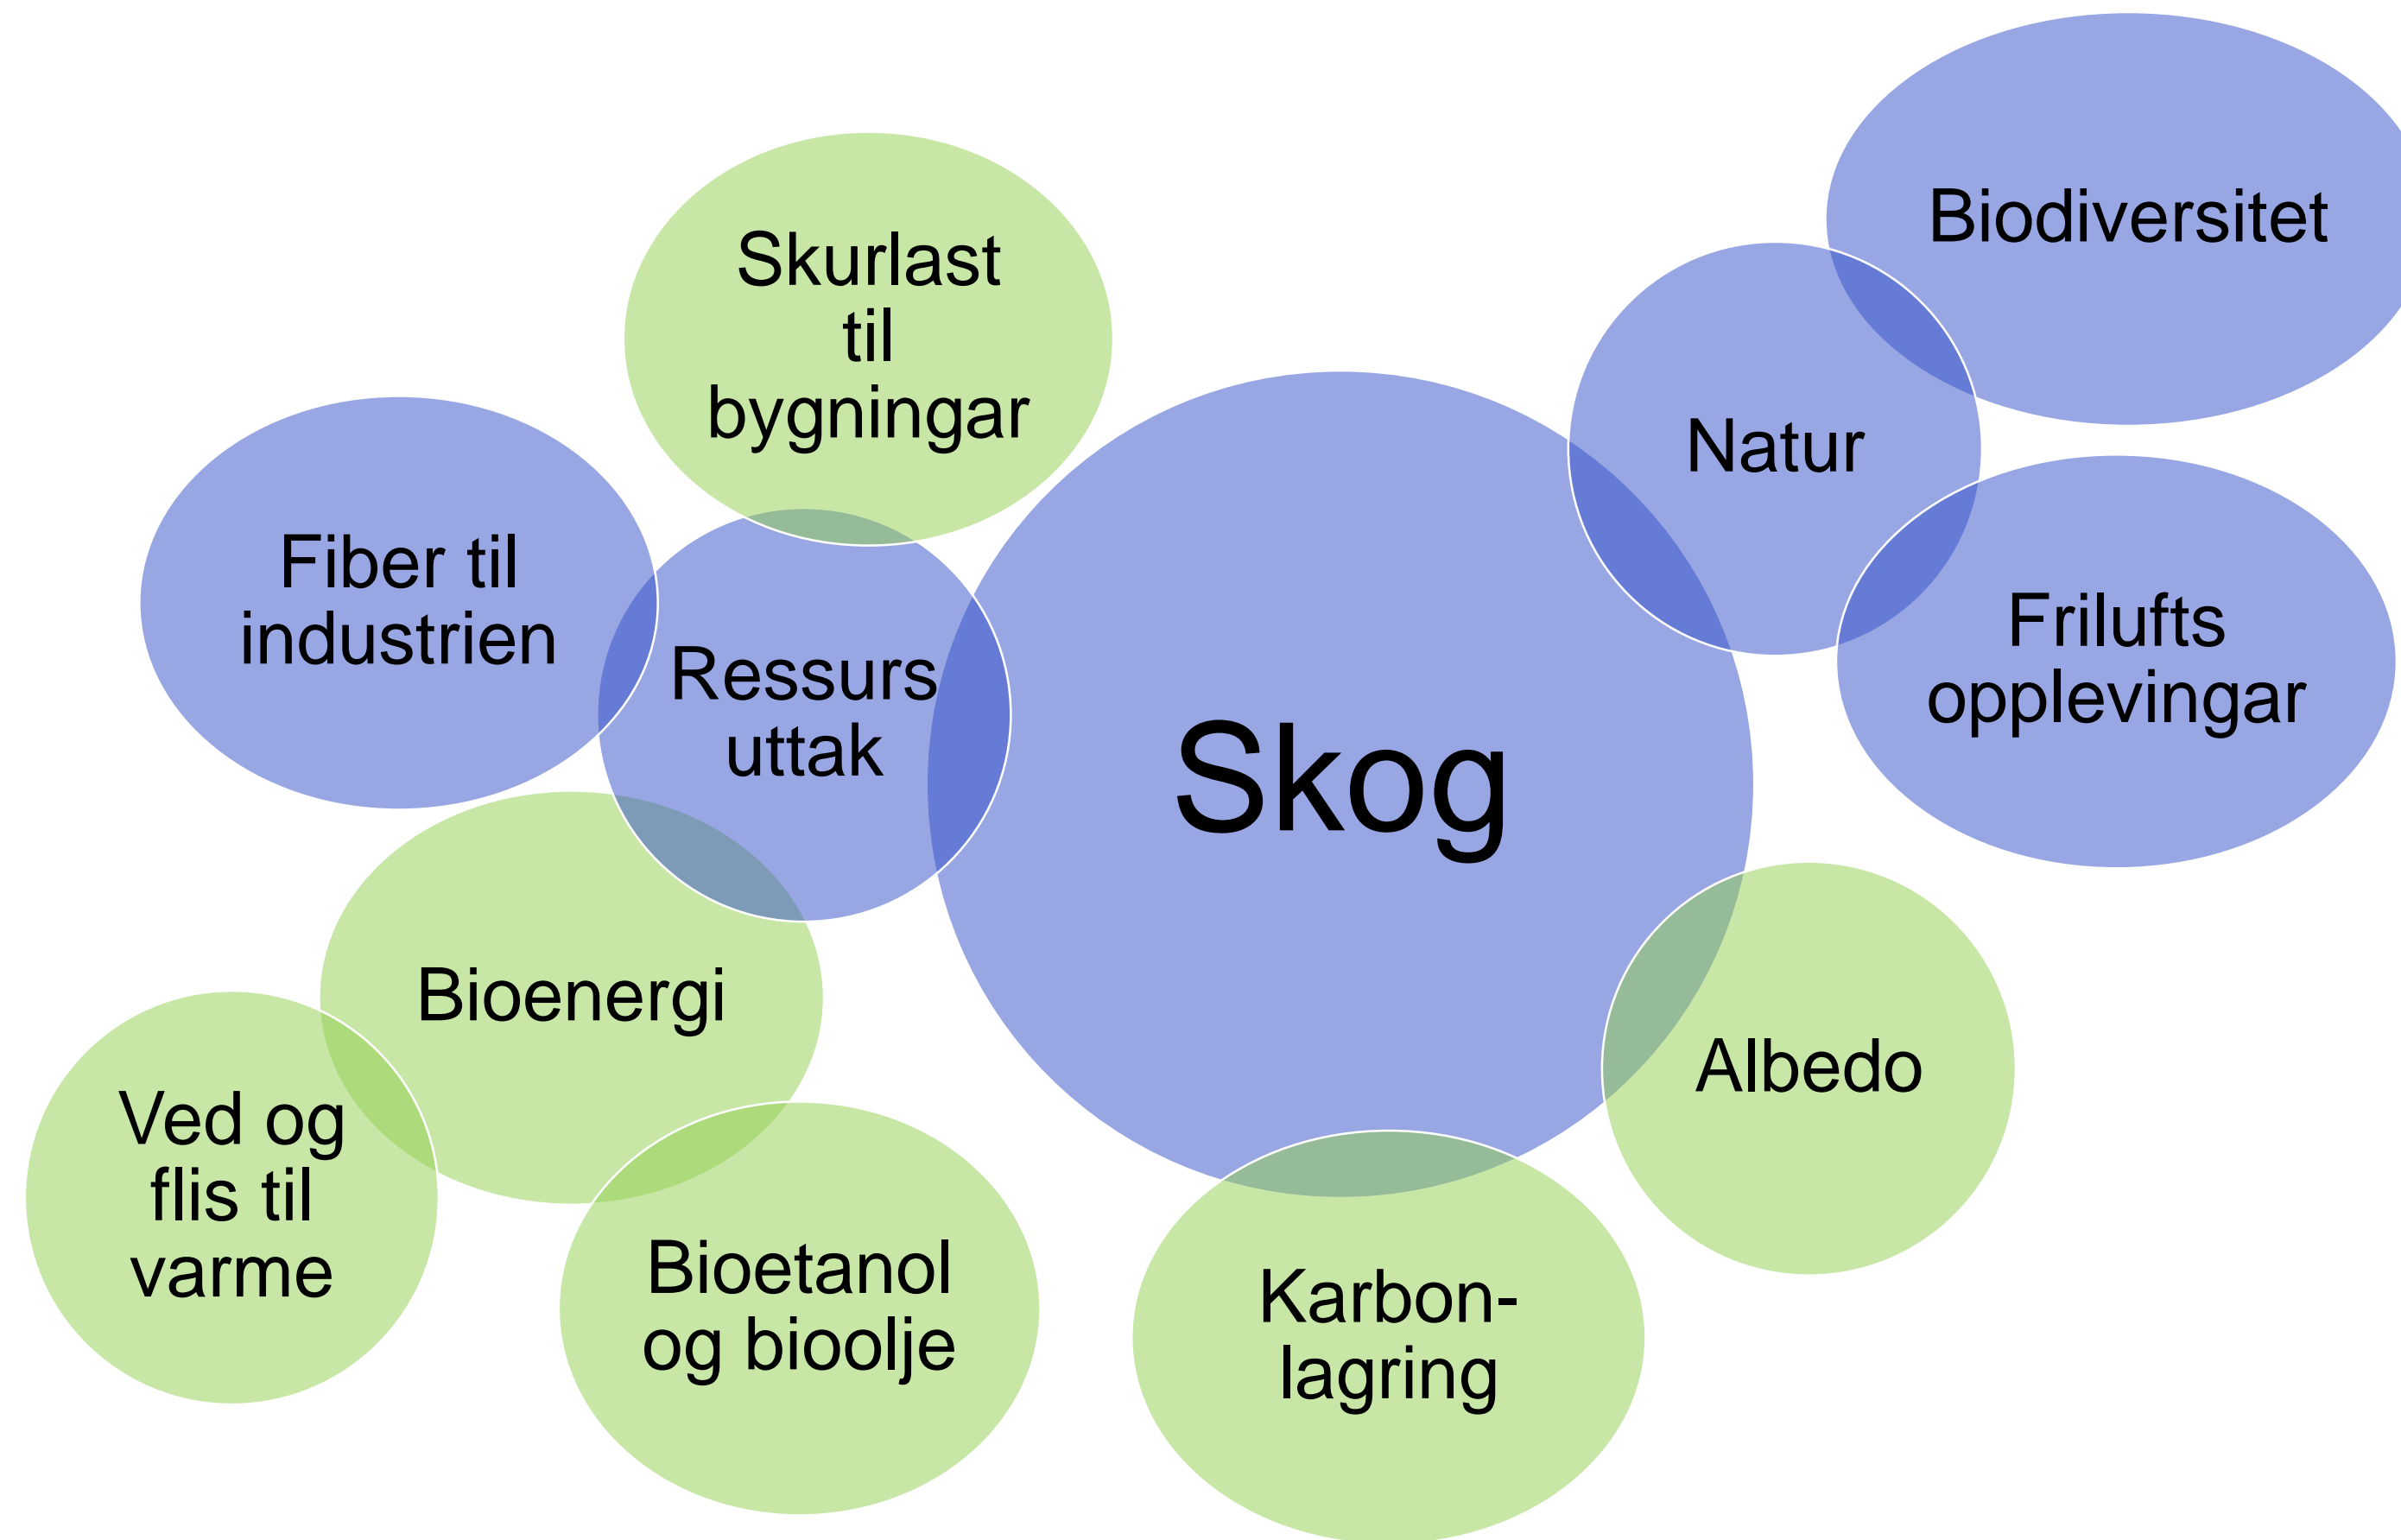 Biodiversitet
Skurlast
til
bygningar
Natur
Fiber til
industrien
Frilufts
opplevingar
Ressurs
uttak
Skog
Bioenergi
Albedo
Ved og
flis til
varme
Bioetanol
og bioolje
Karbon-
lagring